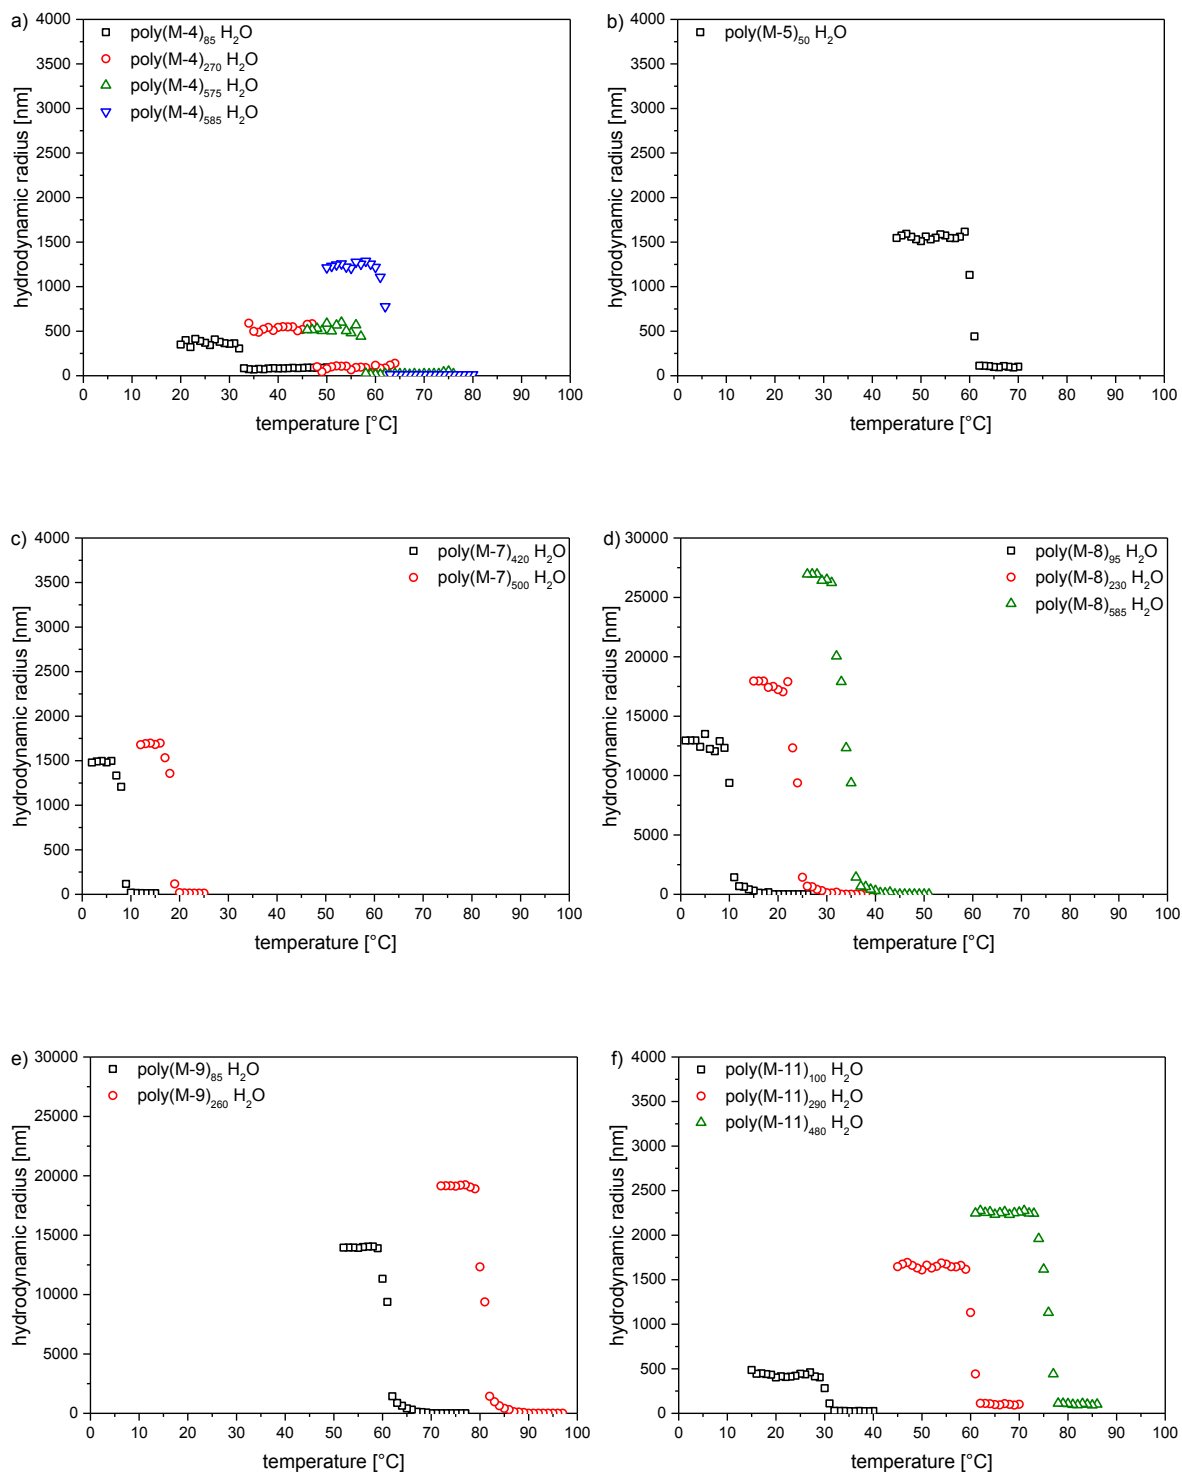 a)
poly(M-4)₈₅ H₂O
poly(M-4)₂₇₀ H₂O
poly(M-4)₅₇₅ H₂O
poly(M-4)₅₈₅ H₂O
hydrodynamic radius [nm]
4000
3500
3000
2500
2000
1500
1000
500
0
0 10 20 30 40 50 60 70 80 90 100
temperature [°C]
b)
poly(M-5)₅₀ H₂O
hydrodynamic radius [nm]
4000
3500
3000
2500
2000
1500
1000
500
0
0 10 20 30 40 50 60 70 80 90 100
temperature [°C]
c)
poly(M-7)₄₂₀ H₂O
poly(M-7)₅₀₀ H₂O
hydrodynamic radius [nm]
4000
3500
3000
2500
2000
1500
1000
500
0
0 10 20 30 40 50 60 70 80 90 100
temperature [°C]
d)
poly(M-8)₉₅ H₂O
poly(M-8)₂₃₀ H₂O
poly(M-8)₅₈₅ H₂O
hydrodynamic radius [nm]
30000
25000
20000
15000
10000
5000
0
0 10 20 30 40 50 60 70 80 90 100
temperature [°C]
e)
poly(M-9)₈₅ H₂O
poly(M-9)₂₆₀ H₂O
hydrodynamic radius [nm]
30000
25000
20000
15000
10000
5000
0
0 10 20 30 40 50 60 70 80 90 100
temperature [°C]
f)
poly(M-11)₁₀₀ H₂O
poly(M-11)₂₉₀ H₂O
poly(M-11)₄₈₀ H₂O
hydrodynamic radius [nm]
4000
3500
3000
2500
2000
1500
1000
500
0
0 10 20 30 40 50 60 70 80 90 100
temperature [°C]